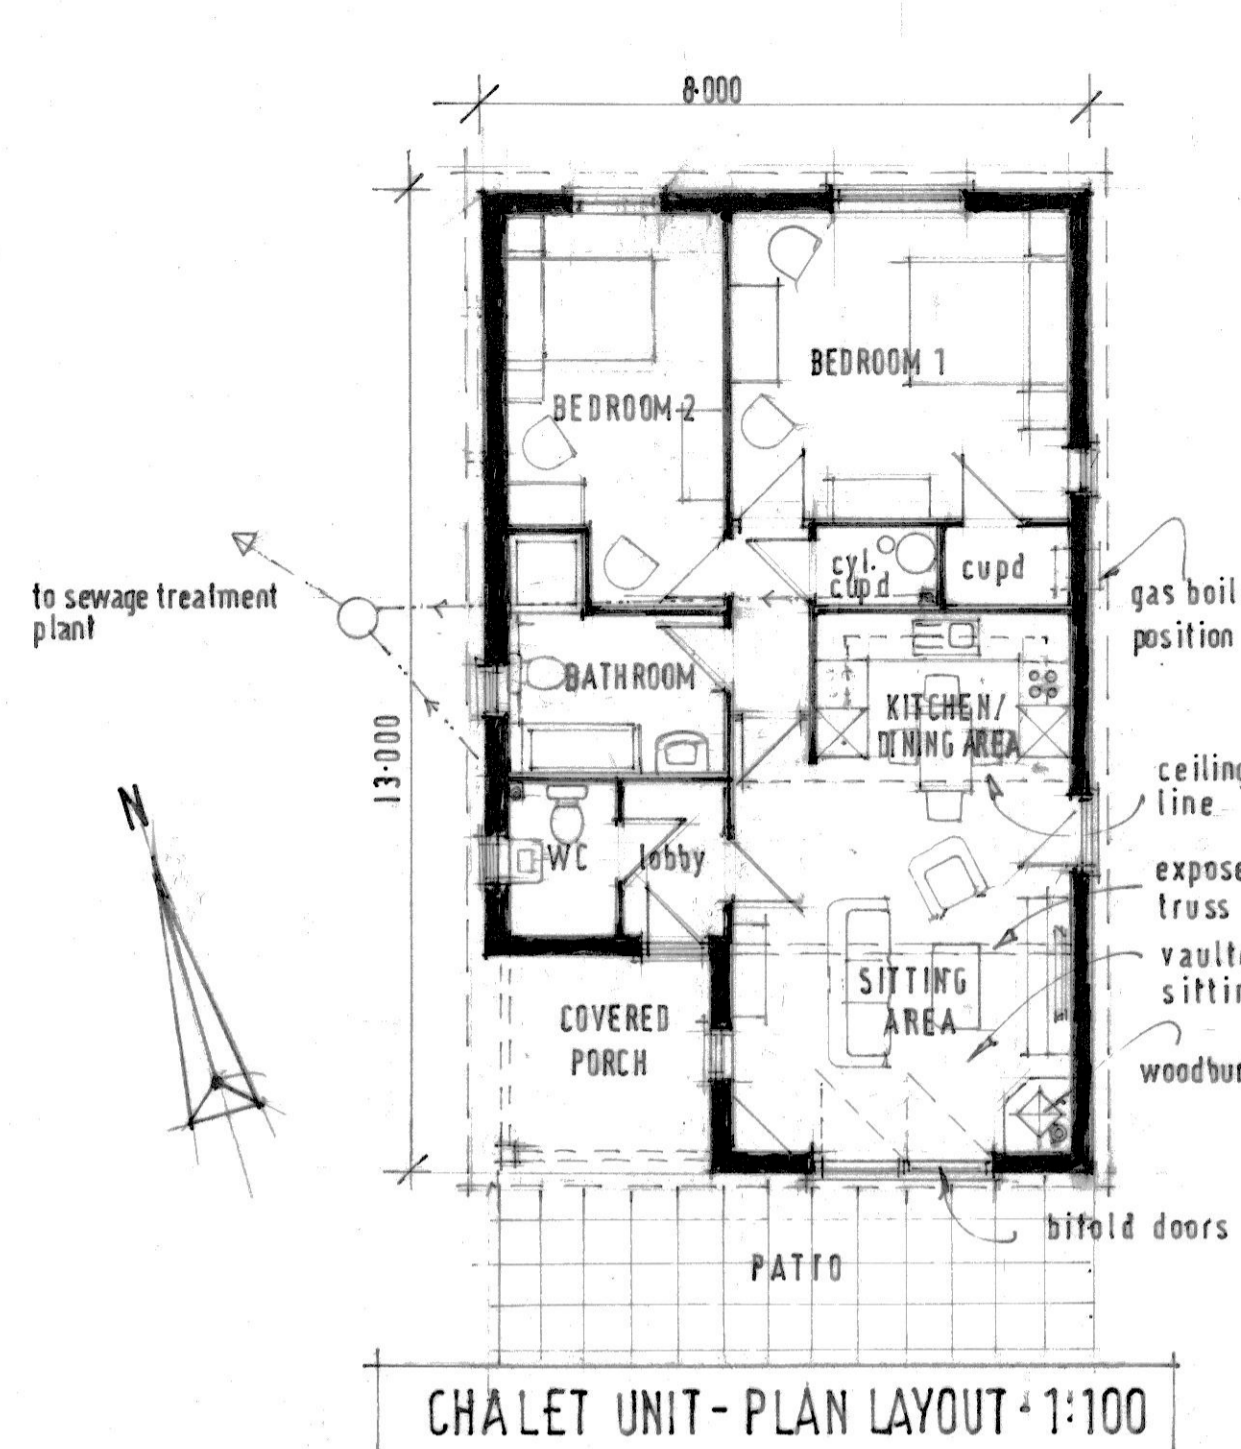 8·000
BEDROOM 1
BEDROOM 2
cyl.
cupd
cupd
to sewage treatment
plant
gas boil
position
BATHROOM
KITCHEN/
DINING AREA
13·000
ceiling
line
N
WC
lobby
expose
truss
vaulte
sittin
SITTING
AREA
COVERED
PORCH
woodbur
bifold doors
PATIO
CHALET UNIT - PLAN LAYOUT · 1:100